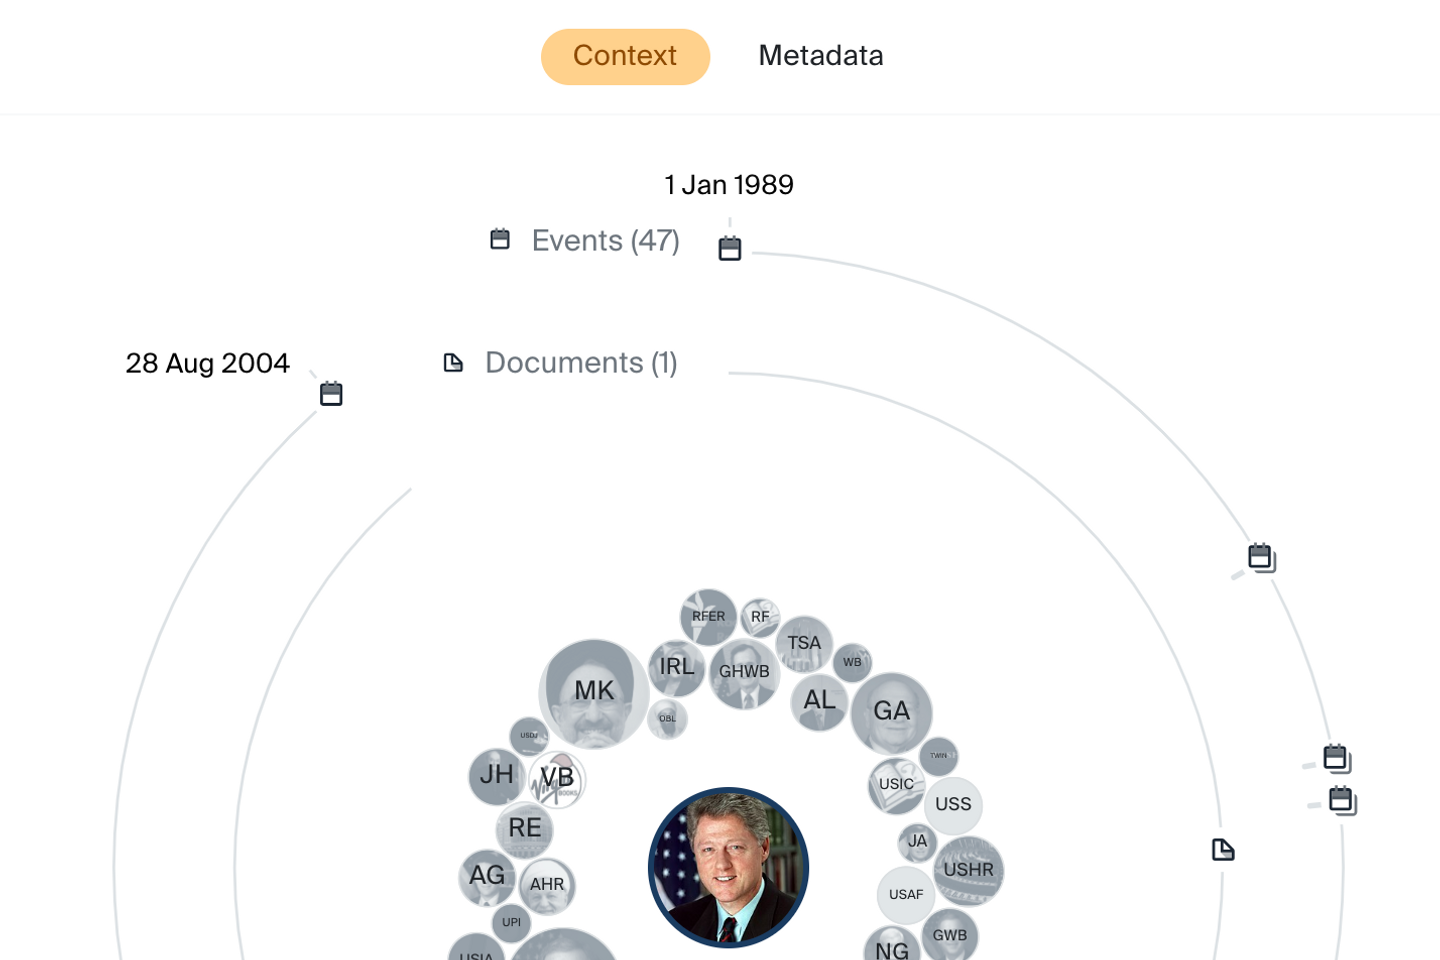 Context
Metadata
1 Jan 1989
Events (47)
28 Aug 2004
Documents (1)
RFER
RF
TSA
IRL
GHWB
WB
MK
AL
GA
OBL
USDJ
TWIN
JH
VB
USIC
USS
RE
JA
USHR
AG
AHR
USAF
UPI
GWB
NG
USIA